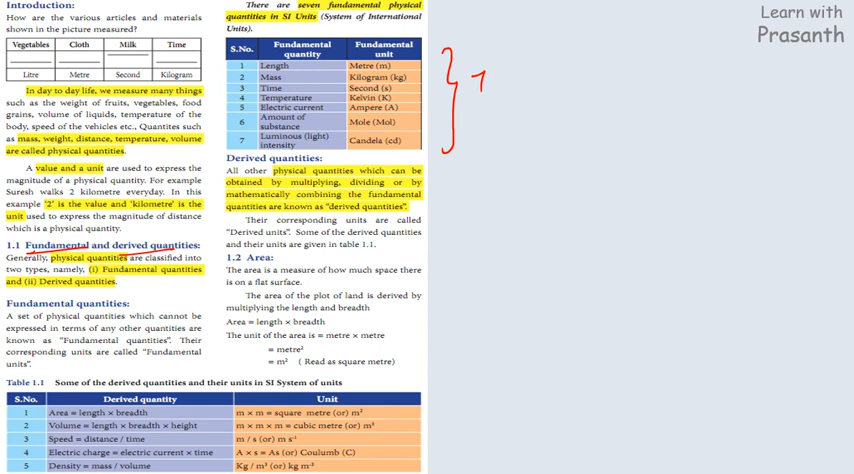 Introduction:
How are the various articles and materials
shown in the picture measured?
Vegetables Cloth Milk Time
Litre Metre Second Kilogram
In day to day life, we measure many things
such as the weight of fruits, vegetables, food
grains, volume of liquids, temperature of the
body, speed of the vehicles etc., Quantites such
as mass, weight, distance, temperature, volume
are called physical quantities.
A value and a unit are used to express the
magnitude of a physical quantity. For example
Suresh walks 2 kilometre everyday. In this
example '2' is the value and 'kilometre' is the
unit used to express the magnitude of distance
which is a physical quantity.
1.1 Fundamental and derived quantities:
Generally, physical quantities are classified into
two types, namely, (i) Fundamental quantities
and (ii) Derived quantities.
Fundamental quantities:
A set of physical quantities which cannot be
expressed in terms of any other quantities are
known as "Fundamental quantities". Their
corresponding units are called "Fundamental
units".
There are seven fundamental physical
quantities in SI Units (System of International
Units).
S.No. Fundamental quantity Fundamental unit
1 Length Metre (m)
2 Mass Kilogram (kg)
3 Time Second (s)
4 Temperature Kelvin (K)
5 Electric current Ampere (A)
6 Amount of substance Mole (Mol)
7 Luminous (light) intensity Candela (cd)
Derived quantities:
All other physical quantities which can be
obtained by multiplying, dividing or by
mathematically combining the fundamental
quantities are known as "derived quantities".
Their corresponding units are called
"Derived units". Some of the derived quantities
and their units are given in table 1.1.
1.2 Area:
The area is a measure of how much space there
is on a flat surface.
The area of the plot of land is derived by
multiplying the length and breadth
Area = length × breadth
The unit of the area is = metre × metre
= metre²
= m² ( Read as square metre)
Table 1.1 Some of the derived quantities and their units in SI System of units
S.No. Derived quantity Unit
1 Area = length × breadth m × m = square metre (or) m²
2 Volume = length × breadth × height m × m × m = cubic metre (or) m³
3 Speed = distance / time m / s (or) m s⁻¹
4 Electric charge = electric current × time A × s = As (or) Coulumb (C)
5 Density = mass / volume Kg / m³ (or) kg m⁻³
Learn with
Prasanth